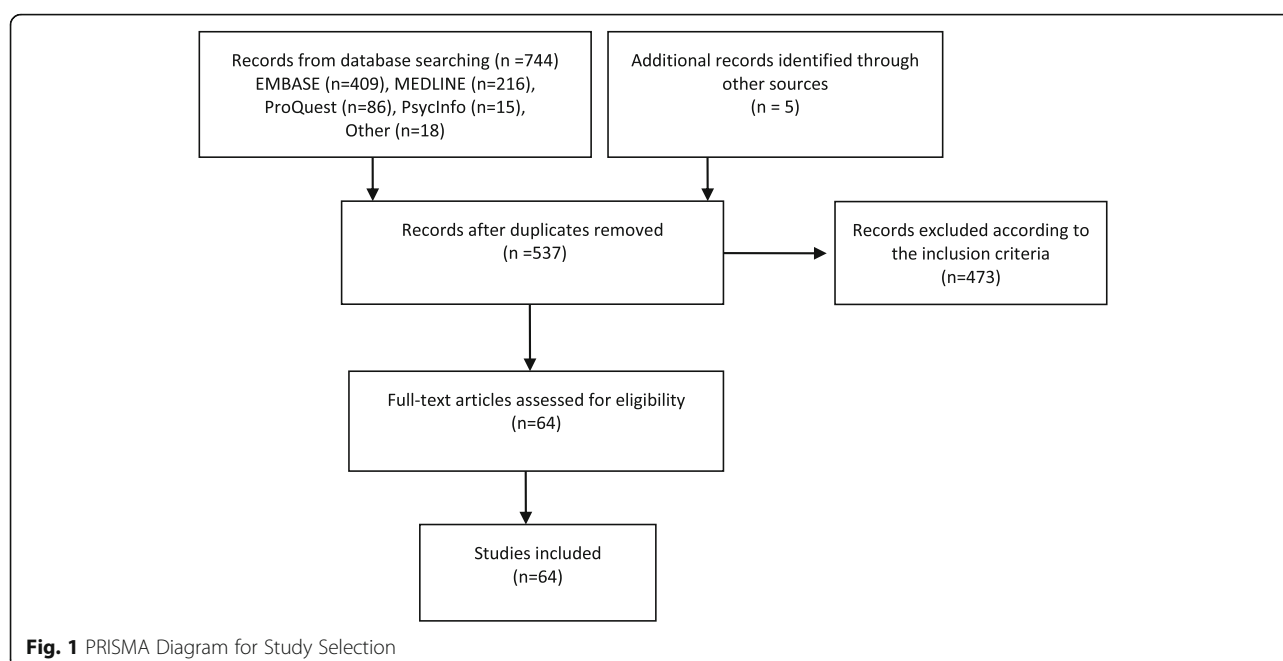 Records from database searching (n =744)
EMBASE (n=409), MEDLINE (n=216),
ProQuest (n=86), PsycInfo (n=15),
Other (n=18)
Additional records identified through
other sources
(n = 5)
Records after duplicates removed
(n =537)
Records excluded according to
the inclusion criteria
(n=473)
Full-text articles assessed for eligibility
(n=64)
Studies included
(n=64)
Fig. 1 PRISMA Diagram for Study Selection